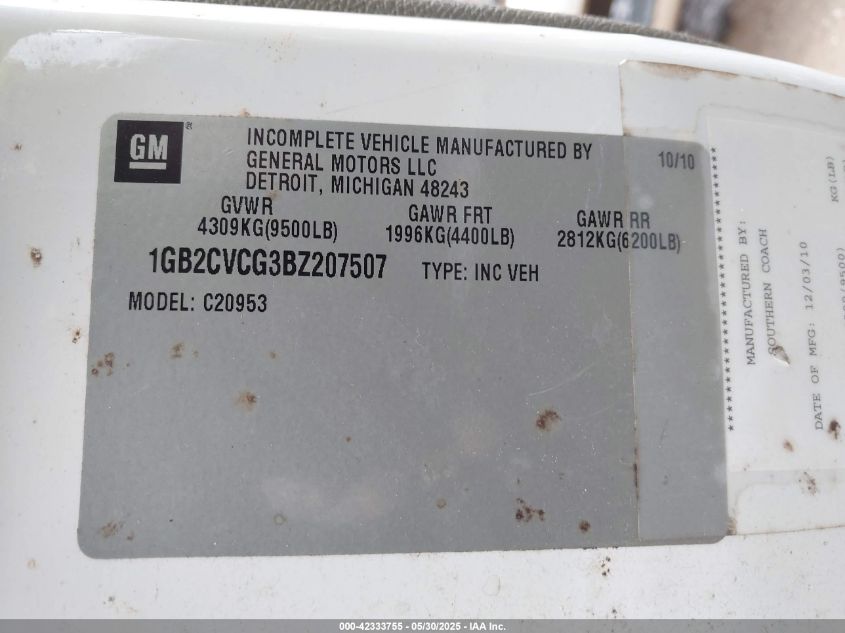 GM
INCOMPLETE VEHICLE MANUFACTURED BY
GENERAL MOTORS LLC
DETROIT, MICHIGAN 48243
10/10
GVWR GAWR FRT GAWR RR
4309KG(9500LB) 1996KG(4400LB) 2812KG(6200LB)
1GB2CVCG3BZ207507 TYPE: INC VEH
MODEL: C20953
MANUFACTURED BY:
SOUTHERN COACH
DATE OF MFG: 12/03/10
KG(LB)
000-42333755 - 05/30/2025 - IAA Inc.